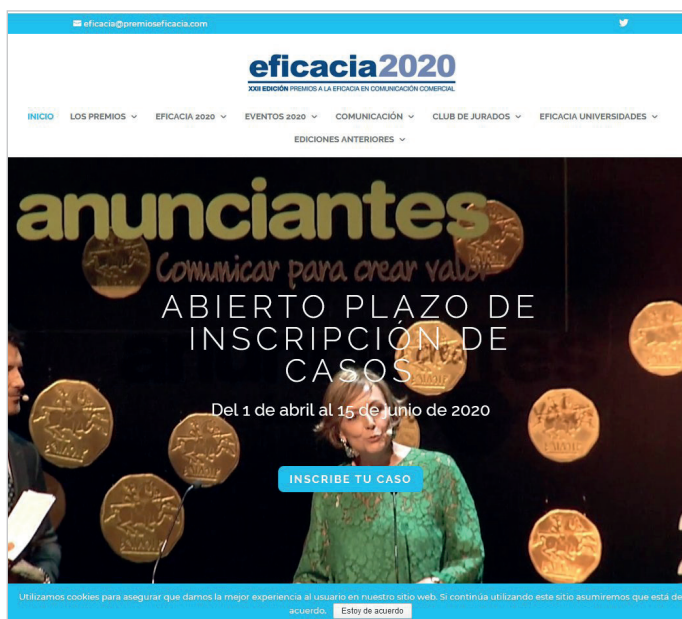 eficacia@premioseficacia.com
eficacia2020
XXII EDICIÓN PREMIOS A LA EFICACIA EN COMUNICACIÓN COMERCIAL
INICIO LOS PREMIOS EFICACIA 2020 EVENTOS 2020 COMUNICACIÓN CLUB DE JURADOS EFICACIA UNIVERSIDADES
EDICIONES ANTERIORES
anunciantes
Comunicar para crear valor
ABIERTO PLAZO DE
INSCRIPCIÓN DE
CASOS
Del 1 de abril al 15 de junio de 2020
INSCRIBE TU CASO
Utilizamos cookies para asegurar que damos la mejor experiencia al usuario en nuestro sitio web. Si continúa utilizando este sitio asumiremos que está de
acuerdo. Estoy de acuerdo